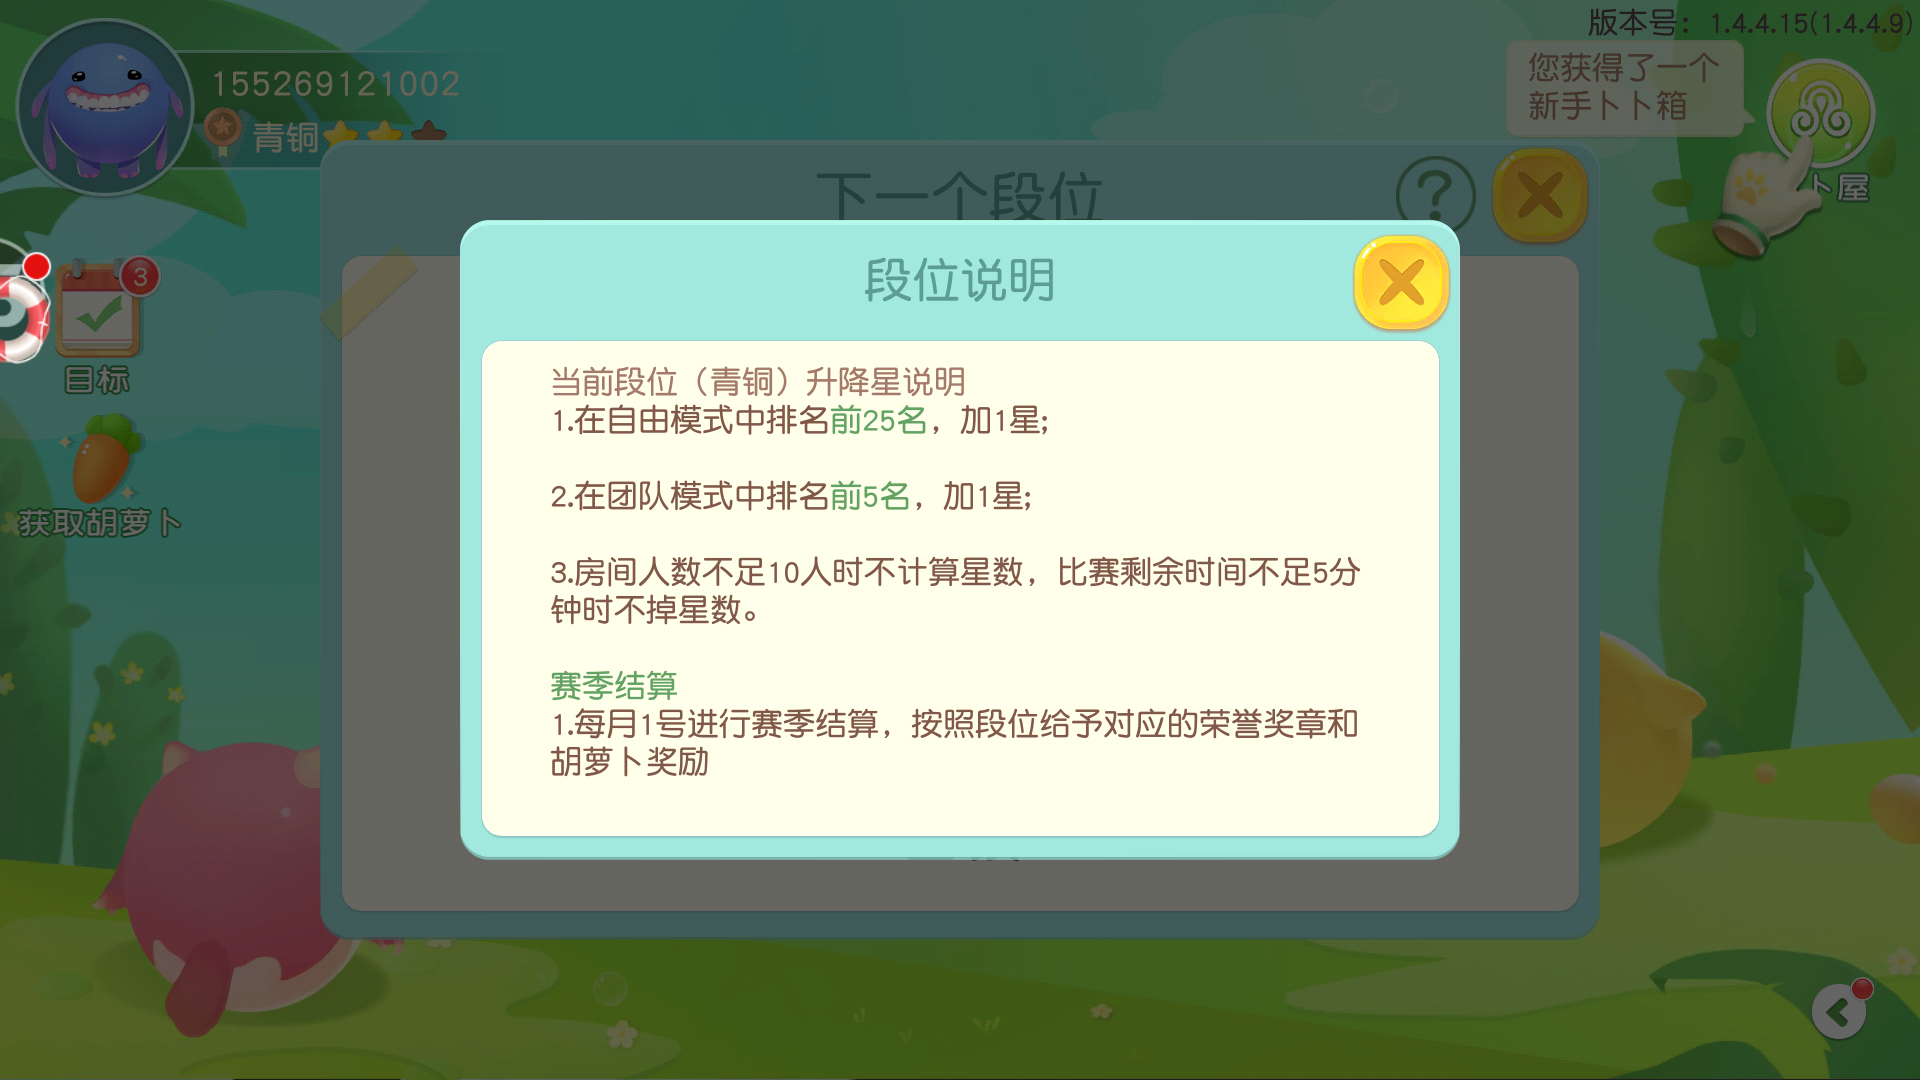 版本号：1.4.4.15(1.4.4.9)
155269121002
青铜
您获得了一个
新手卜卜箱
卜屋
下一个段位
?
3
目标
获取胡萝卜
段位说明
当前段位（青铜）升降星说明
1.在自由模式中排名前25名，加1星;
2.在团队模式中排名前5名，加1星;
3.房间人数不足10人时不计算星数，比赛剩余时间不足5分
钟时不掉星数。
赛季结算
1.每月1号进行赛季结算，按照段位给予对应的荣誉奖章和
胡萝卜奖励